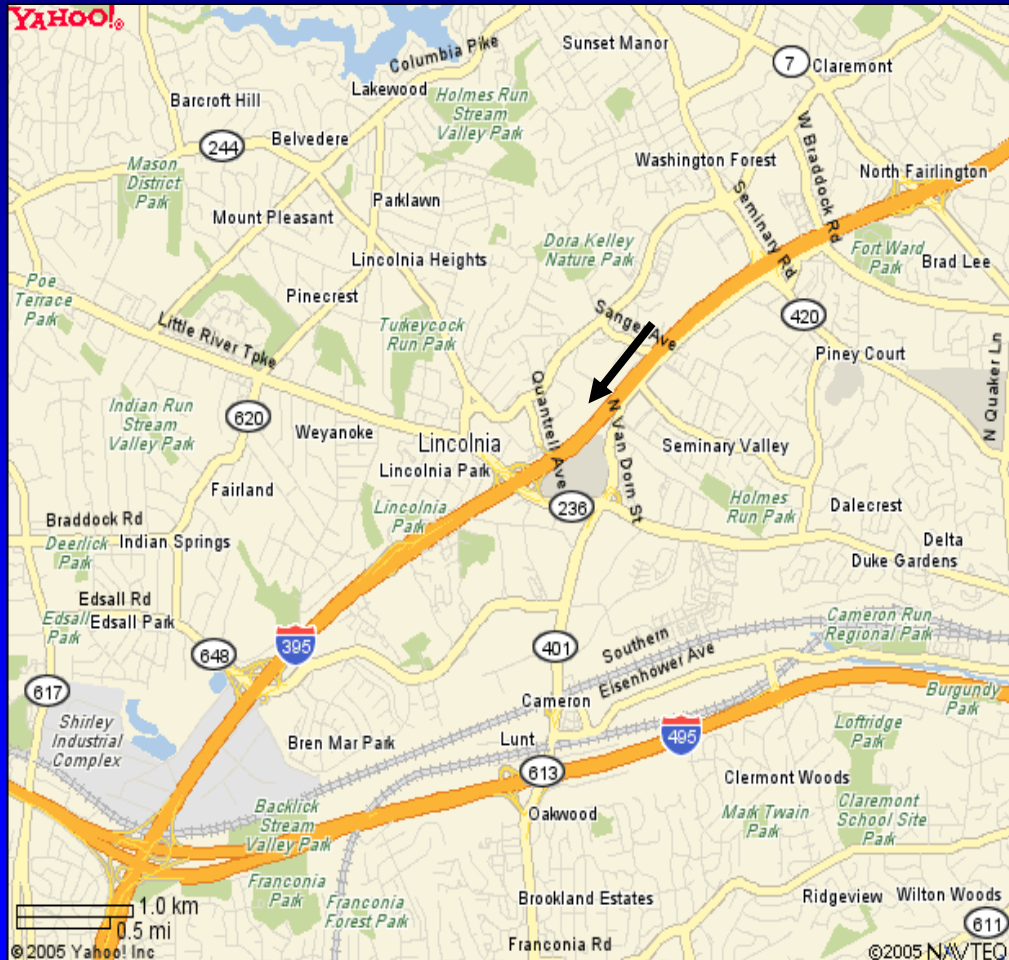 YAHOO!®
Sunset Manor
Columbia Pike
7
Claremont
Lakewood
Barcroft Hill
Holmes Run
Stream
Valley Park
W Braddock Rd
244
Belvedere
Mason
District
Park
Washington Forest
North Fairlington
Seminary Rd
Parklawn
Mount Pleasant
Dora Kelley
Nature Park
Fort Ward
Park
Brad Lee
Lincolnia Heights
Poe
Terrace
Park
Pinecrest
Sanger Ave
420
Turkeycock
Run Park
Little River Tpke
Piney Court
N Quaker Ln
Quantrell Ave
N Van Dorn St
Indian Run
Stream
Valley Park
620
Weyanoke
Lincolnia
Seminary Valley
Lincolnia Park
Fairland
Lincolnia
Park
236
Holmes
Run Park
Dalecrest
Braddock Rd
Deerlick
Park
Indian Springs
Delta
Duke Gardens
Edsall Rd
Edsall
Park
Edsall Park
Cameron Run
Regional Park
395
648
401
Southern
Eisenhower Ave
617
Cameron
Burgundy
Park
Shirley
Industrial
Complex
Bren Mar Park
Lunt
495
Loftridge
Park
613
Clermont Woods
Backlick
Stream
Valley Park
Oakwood
Mark Twain
Park
Claremont
School Site
Park
Franconia
Park
Franconia
Forest Park
Brookland Estates
Ridgeview
Wilton Woods
1.0 km
0.5 mi
611
Franconia Rd
©2005 Yahoo! Inc
©2005 NAVTEQ